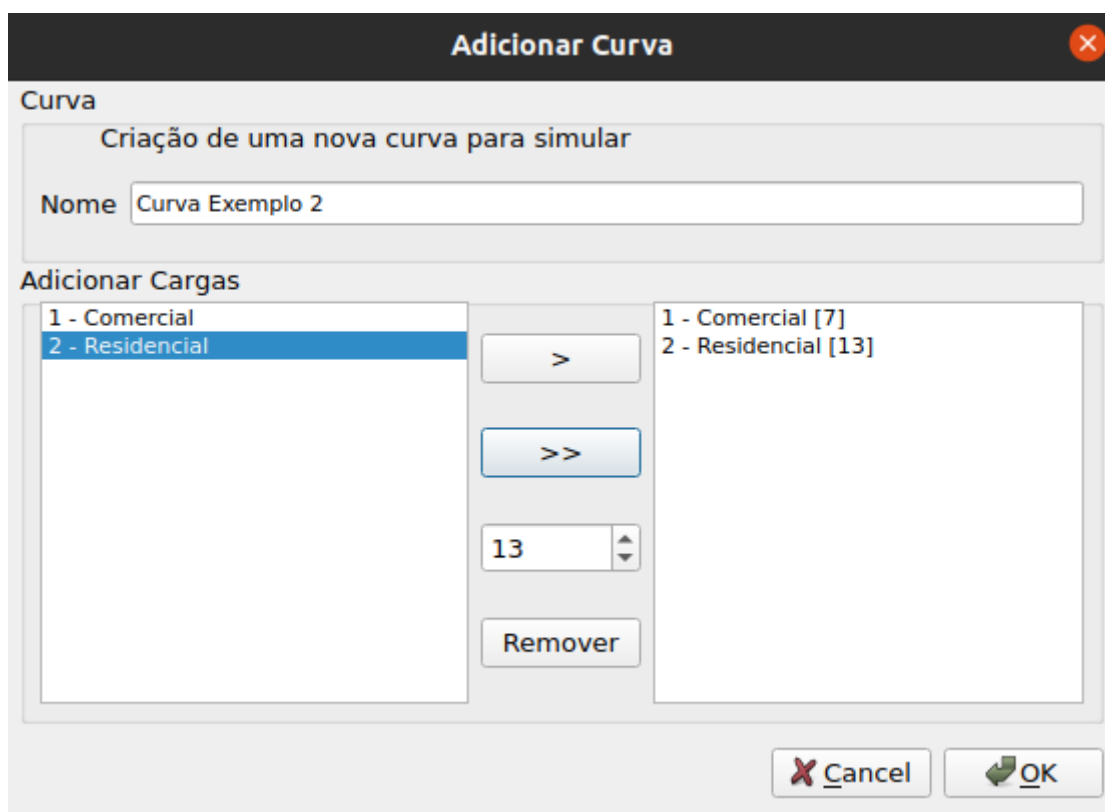 Adicionar Curva
Curva
Criação de uma nova curva para simular
Nome Curva Exemplo 2
Adicionar Cargas
1 - Comercial
2 - Residencial
>
>>
13
Remover
1 - Comercial [7]
2 - Residencial [13]
Cancel
OK